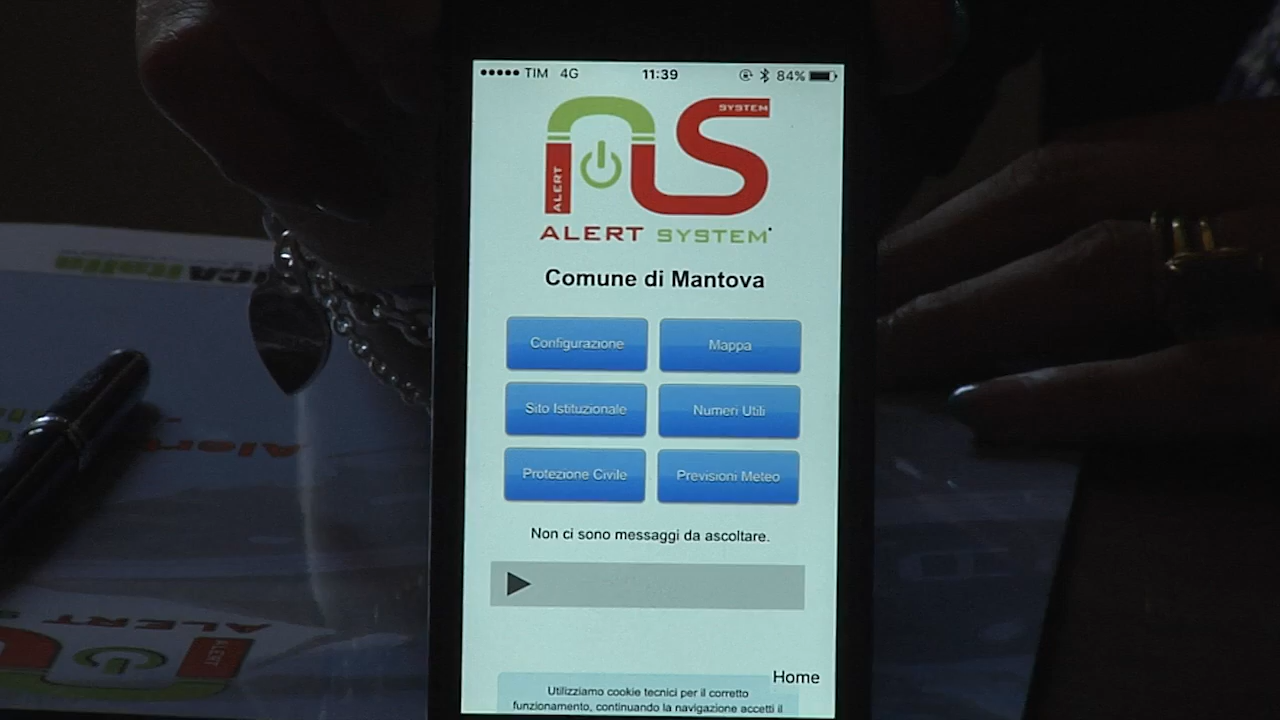 TIM 4G 11:39 84%
SYSTEM
ALERT
ALERT SYSTEM
Comune di Mantova
Configurazione Mappa
Sito Istituzionale Numeri Utili
Protezione Civile Previsioni Meteo
Non ci sono messaggi da ascoltare.
Home
Utilizziamo cookie tecnici per il corretto
funzionamento, continuando la navigazione accetti il
ALERT
ALERT